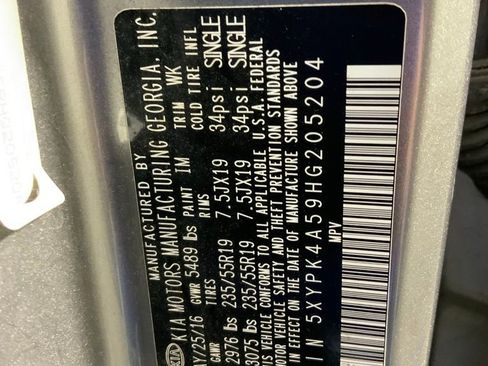 MANUFACTURED BY
KIA MOTORS MANUFACTURING GEORGIA, INC.
AY/25/16 GVWR 5489 lbs PAINT IM TRIM WK
GAWR TIRES RIMS COLD TIRE INFL
2976 lbs 235/55R19 7.5JX19 34psi SINGLE
3075 lbs 235/55R19 7.5JX19 34psi SINGLE
IS VEHICLE CONFORMS TO ALL APPLICABLE U.S.A. FEDERAL
MOTOR VEHICLE SAFETY AND THEFT PREVENTION STANDARDS
IN EFFECT ON THE DATE OF MANUFACTURE SHOWN ABOVE
IN 5XYPK4A59HG205204
MPV